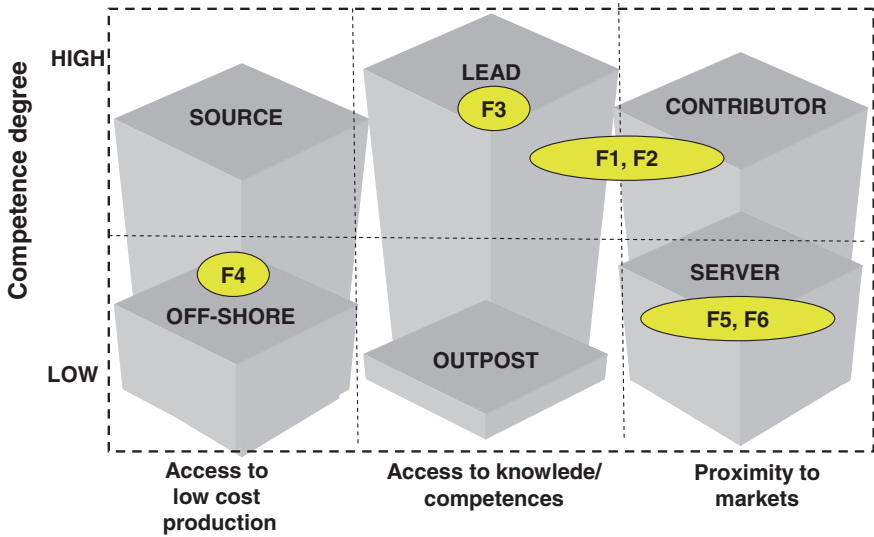 Competence degree
HIGH
LOW
SOURCE
LEAD
F3
CONTRIBUTOR
F1, F2
F4
OFF-SHORE
SERVER
F5, F6
OUTPOST
Access to
low cost
production
Access to knowlede/
competences
Proximity to
markets